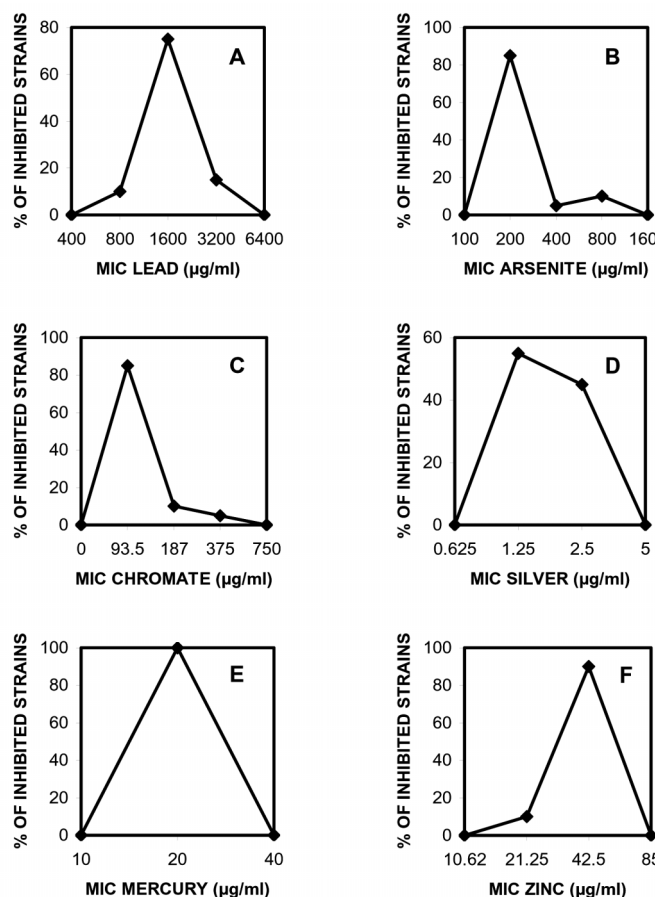 A
% OF INHIBITED STRAINS
80
60
40
20
0
400 800 1600 3200 6400
MIC LEAD (µg/ml)
B
% OF INHIBITED STRAINS
100
80
60
40
20
0
100 200 400 800 160
MIC ARSENITE (µg/ml)
C
% OF INHIBITED STRAINS
100
80
60
40
20
0
0 93.5 187 375 750
MIC CHROMATE (µg/ml)
D
% OF INHIBITED STRAINS
60
40
20
0
0.625 1.25 2.5 5
MIC SILVER (µg/ml)
E
% OF INHIBITED STRAINS
100
80
60
40
20
0
10 20 40
MIC MERCURY (µg/ml)
F
% OF INHIBITED STRAINS
100
80
60
40
20
0
10.62 21.25 42.5 85
MIC ZINC (µg/ml)